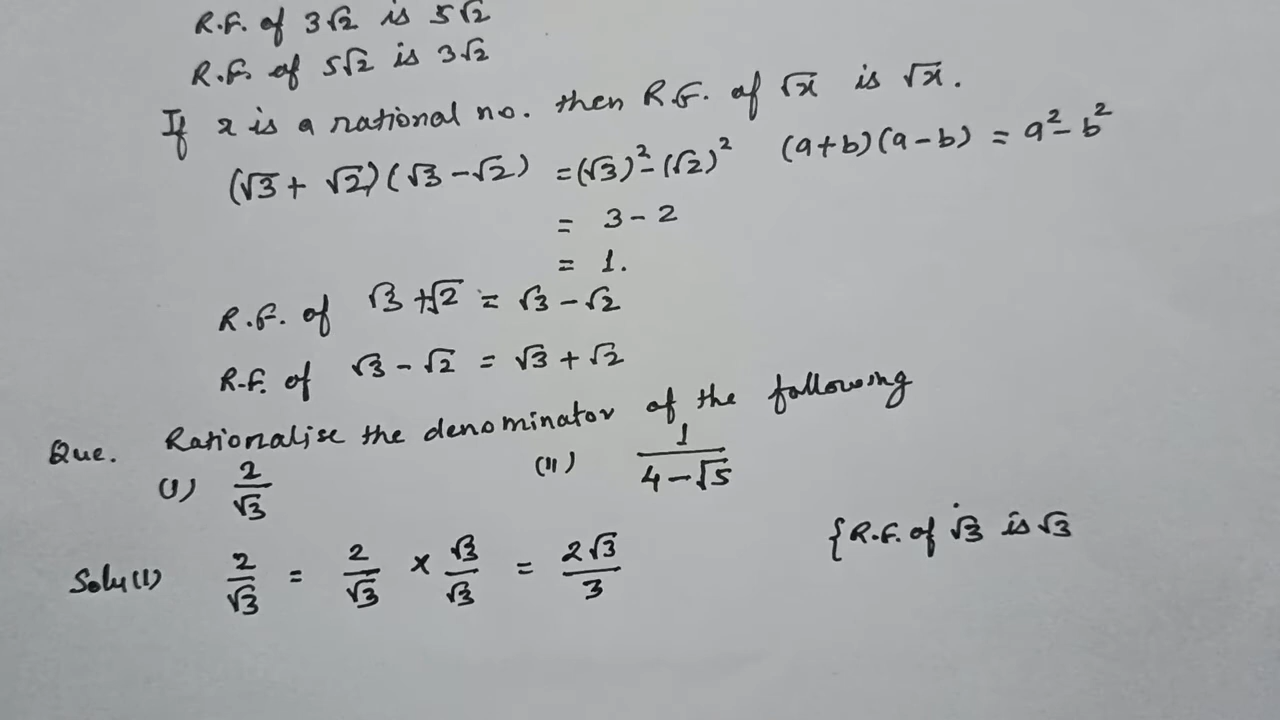 R.F. of 3√2 is 5√2
R.F. of 5√2 is 3√2
If x is a rational no. then R.F. of √x is √x.
(√3 + √2)(√3 - √2) = (√3)² - (√2)² (a+b)(a-b) = a² - b²
= 3 - 2
= 1.
R.F. of √3 + √2 = √3 - √2
R.F. of √3 - √2 = √3 + √2
Que. Rationalise the denominator of the following
(i) 2/√3 (ii) 1/(4-√5)
Solu(i) 2/√3 = 2/√3 × √3/√3 = 2√3/3 {R.F. of √3 is √3